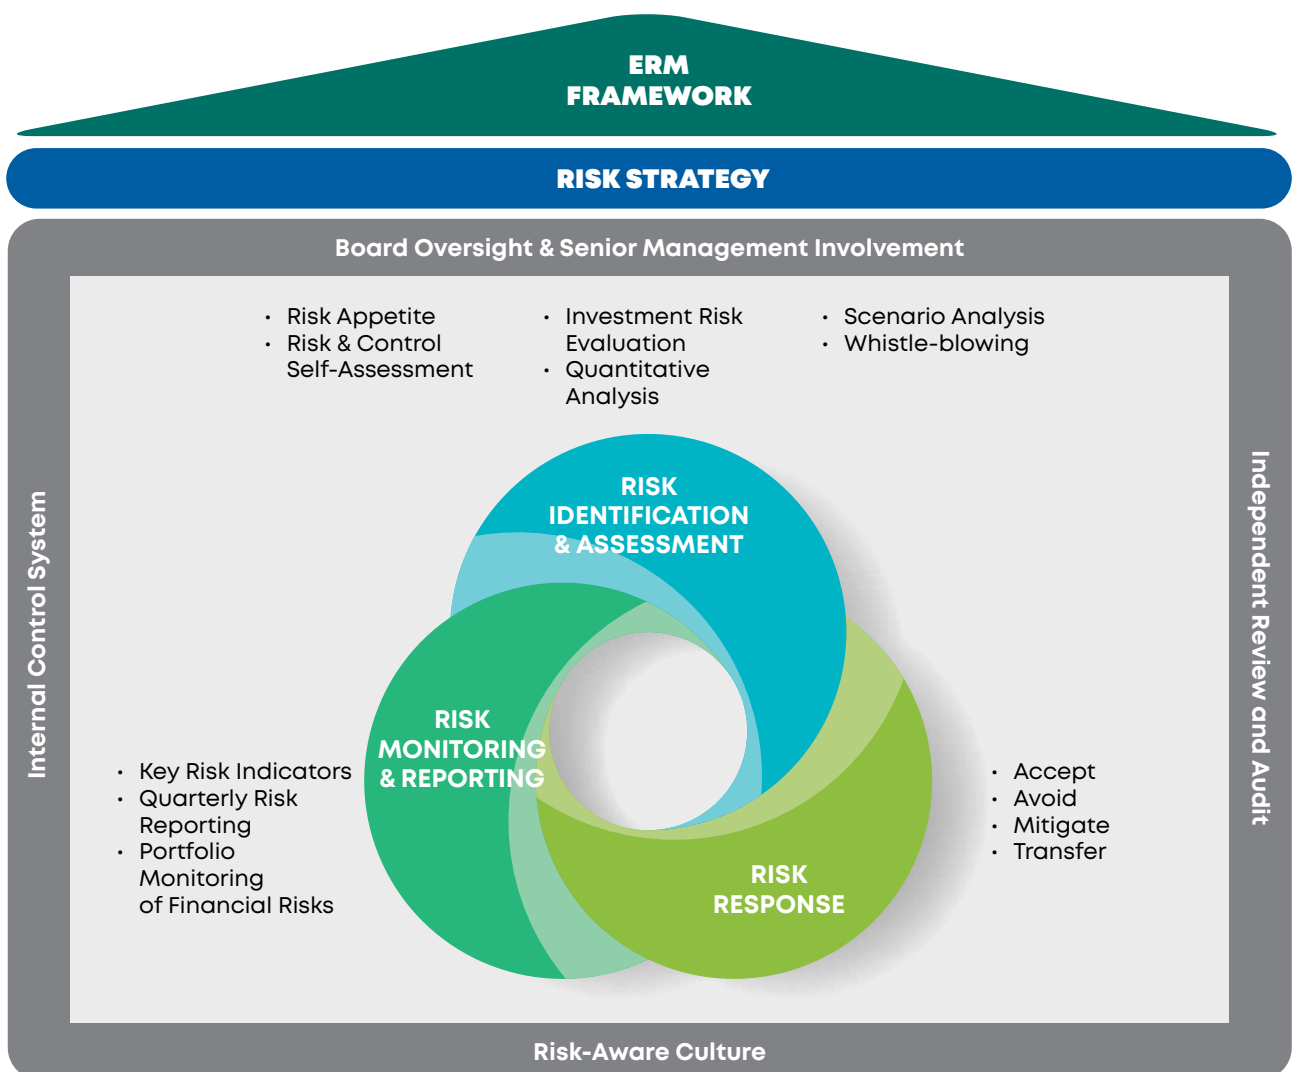 ERM
FRAMEWORK
RISK STRATEGY
Board Oversight & Senior Management Involvement
• Risk Appetite
• Risk & Control
Self-Assessment
• Investment Risk
Evaluation
• Quantitative
Analysis
• Scenario Analysis
• Whistle-blowing
Internal Control System
RISK
IDENTIFICATION
& ASSESSMENT
RISK
MONITORING
& REPORTING
• Key Risk Indicators
• Quarterly Risk
Reporting
• Portfolio
Monitoring
of Financial Risks
RISK
RESPONSE
• Accept
• Avoid
• Mitigate
• Transfer
Independent Review and Audit
Risk-Aware Culture